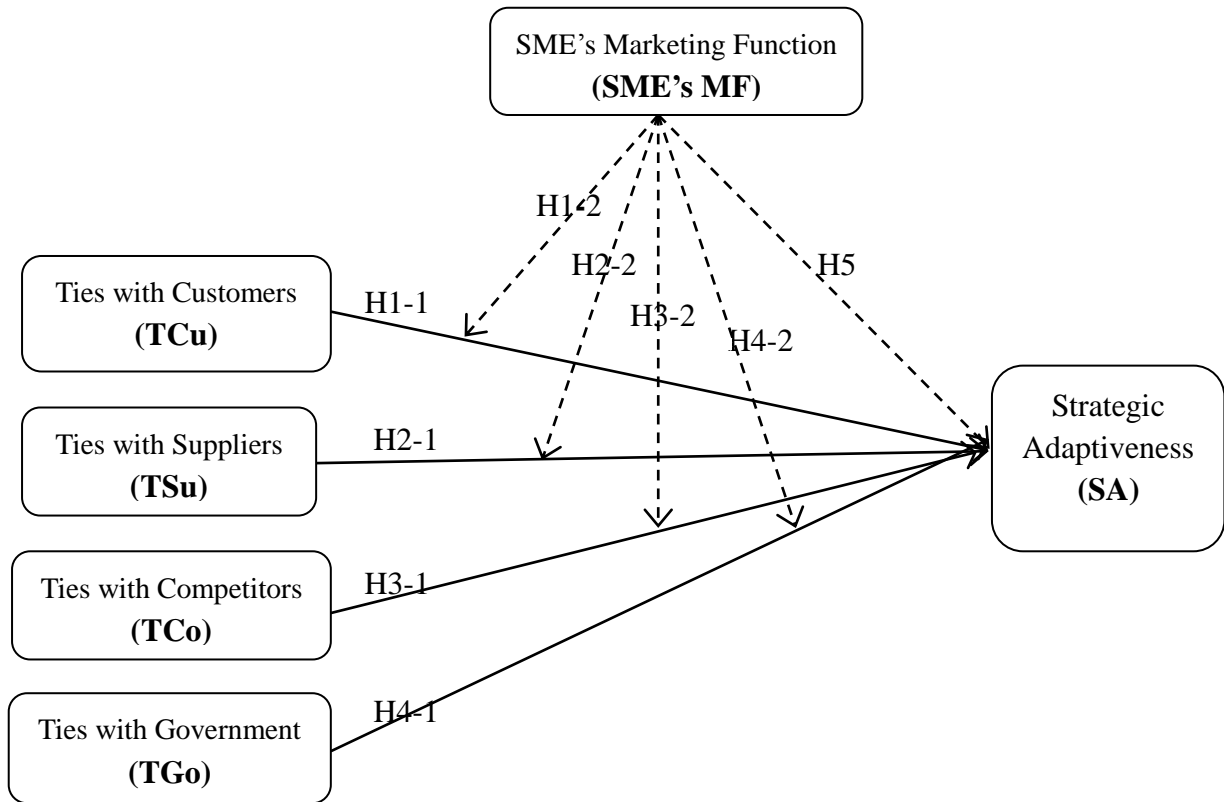 SME’s Marketing Function
(SME’s MF)
H1-2
H2-2
H5
H3-2
H4-2
Ties with Customers
(TCu)
H1-1
Ties with Suppliers
(TSu)
H2-1
Strategic
Adaptiveness
(SA)
Ties with Competitors
(TCo)
H3-1
Ties with Government
(TGo)
H4-1